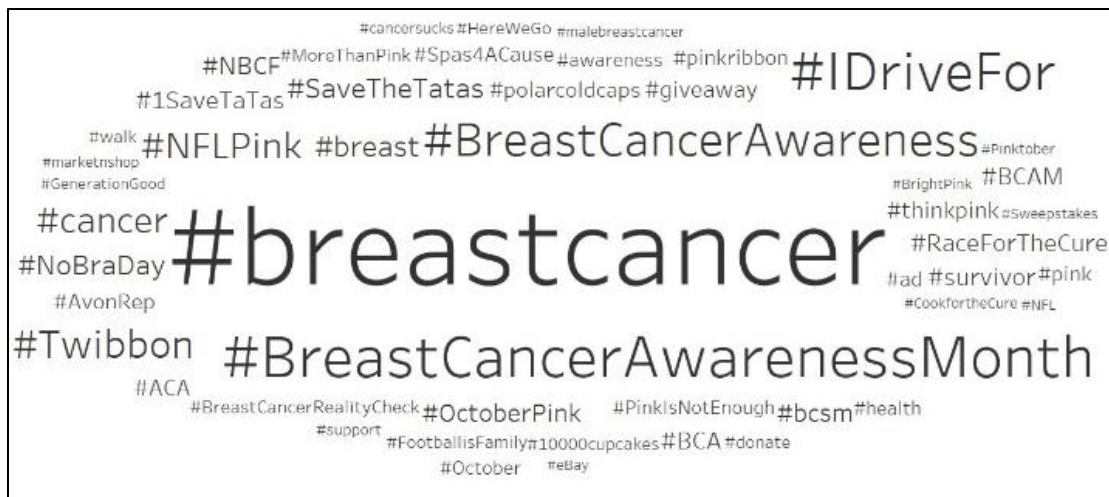 #cancersucks #HereWeGo #malebreastcancer
#NBCF #MoreThanPink #Spas4ACause #awareness #pinkribbon #IDriveFor
#1SaveTaTas #SaveTheTatas #polarcoldcaps #giveaway
#walk #NFLPink #breast #BreastCancerAwareness #Pinktober
#marketnshop
#GenerationGood #BrightPink #BCAM
#cancer #breastcancer #thinkpink #Sweepstakes
#RaceForTheCure
#NoBraDay #ad #survivor #pink
#AvonRep #CookfortheCure #NFL
#Twibbon #BreastCancerAwarenessMonth
#ACA
#BreastCancerRealityCheck #OctoberPink #PinkIsNotEnough #bcsm #health
#support
#FootballisFamily #10000cupcakes #BCA #donate
#October #eBay